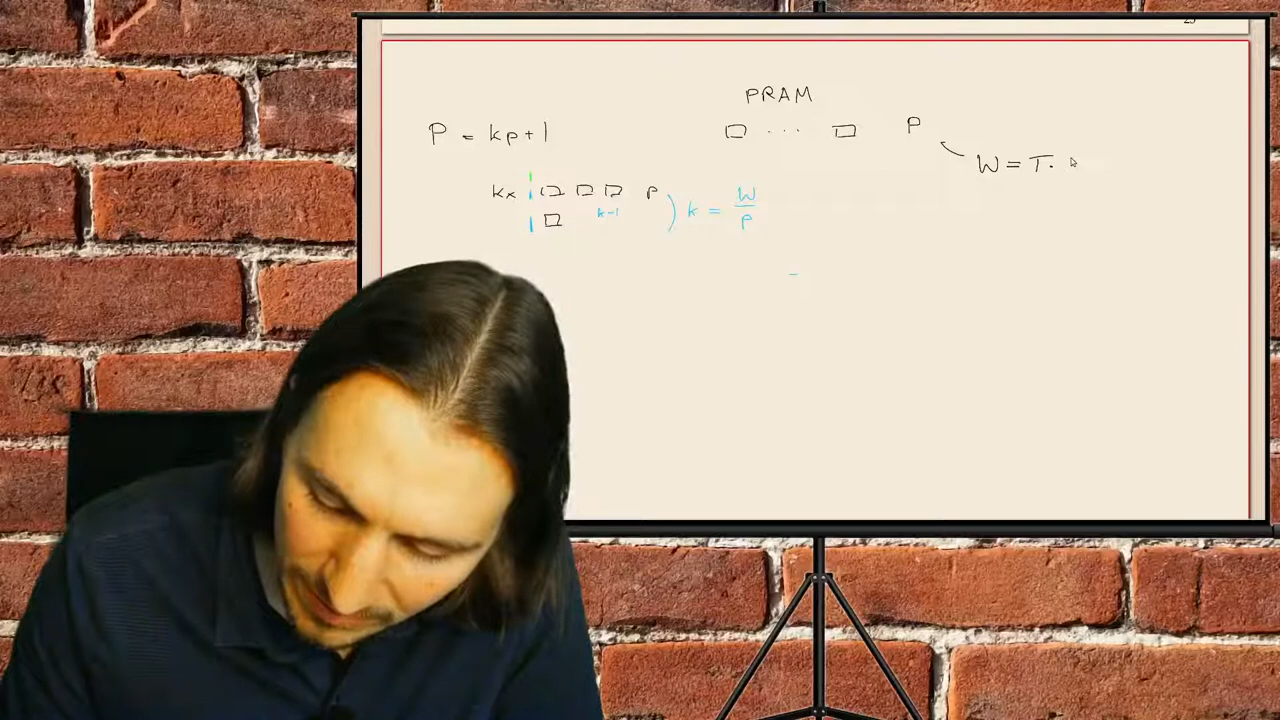 PRAM
P = kp+1
□ ... □ P
W = T.
kx □ □ □ p
□ k-1 ) k = W/P